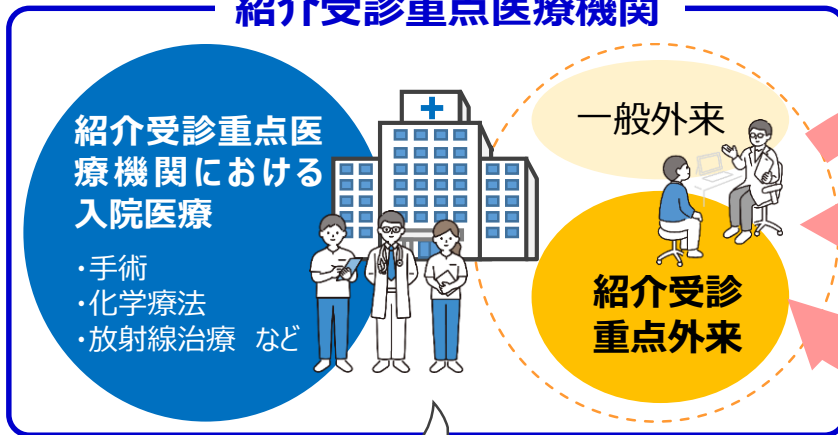 紹介受診重点医療機関
紹介受診重点医
療機関における
入院医療
・手術
・化学療法
・放射線治療 など
一般外来
紹介受診
重点外来